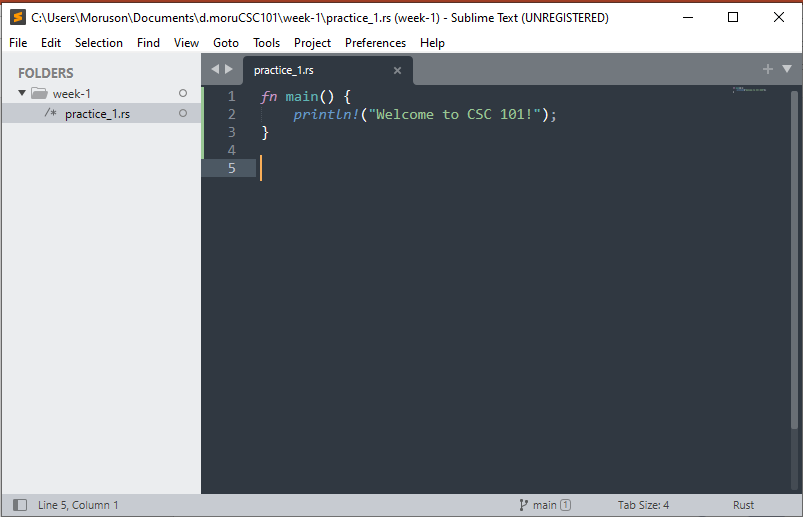 C:\Users\Moruson\Documents\d.moruCSC101\week-1\practice_1.rs (week-1) - Sublime Text (UNREGISTERED)
File Edit Selection Find View Goto Tools Project Preferences Help
FOLDERS
week-1
/* practice_1.rs
practice_1.rs
1 fn main() {
2     println!("Welcome to CSC 101!");
3 }
4
5
Line 5, Column 1 main 1 Tab Size: 4 Rust